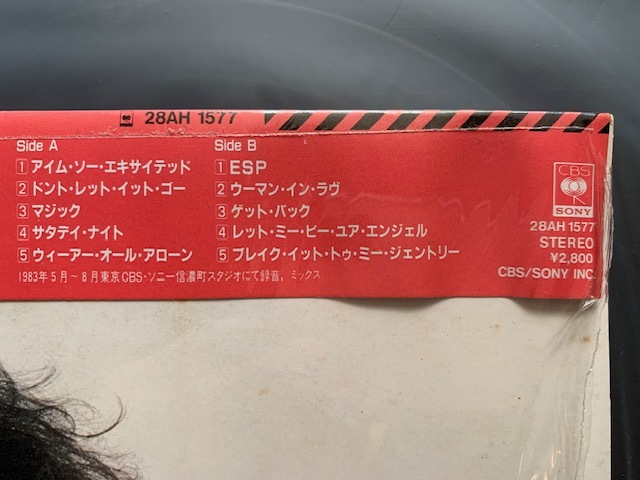 28AH 1577
Side A
1 アイム・ソー・エキサイテッド
2 ドント・レット・イット・ゴー
3 マジック
4 サタデイ・ナイト
5 ウィーアー・オール・アローン
Side B
1 ESP
2 ウーマン・イン・ラヴ
3 ゲット・バック
4 レット・ミー・ビー・ユア・エンジェル
5 ブレイク・イット・トゥ・ミー・ジェントリー
1983年5月〜8月東京CBS・ソニー信濃町スタジオにて録音，ミックス
CBS
SONY
28AH 1577
STEREO
¥2,800
CBS/SONY INC.